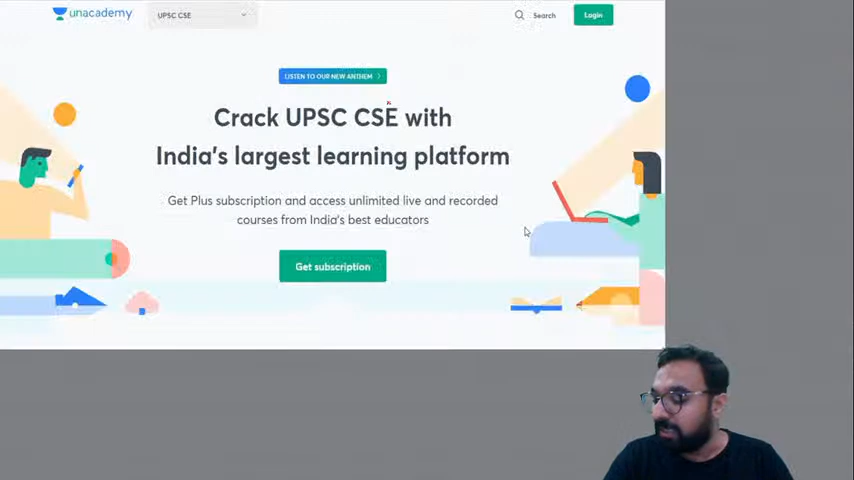 unacademy
UPSC CSE
Search
Login
LISTEN TO OUR NEW ANTHEM
Crack UPSC CSE with
India's largest learning platform
Get Plus subscription and access unlimited live and recorded
courses from India's best educators
Get subscription